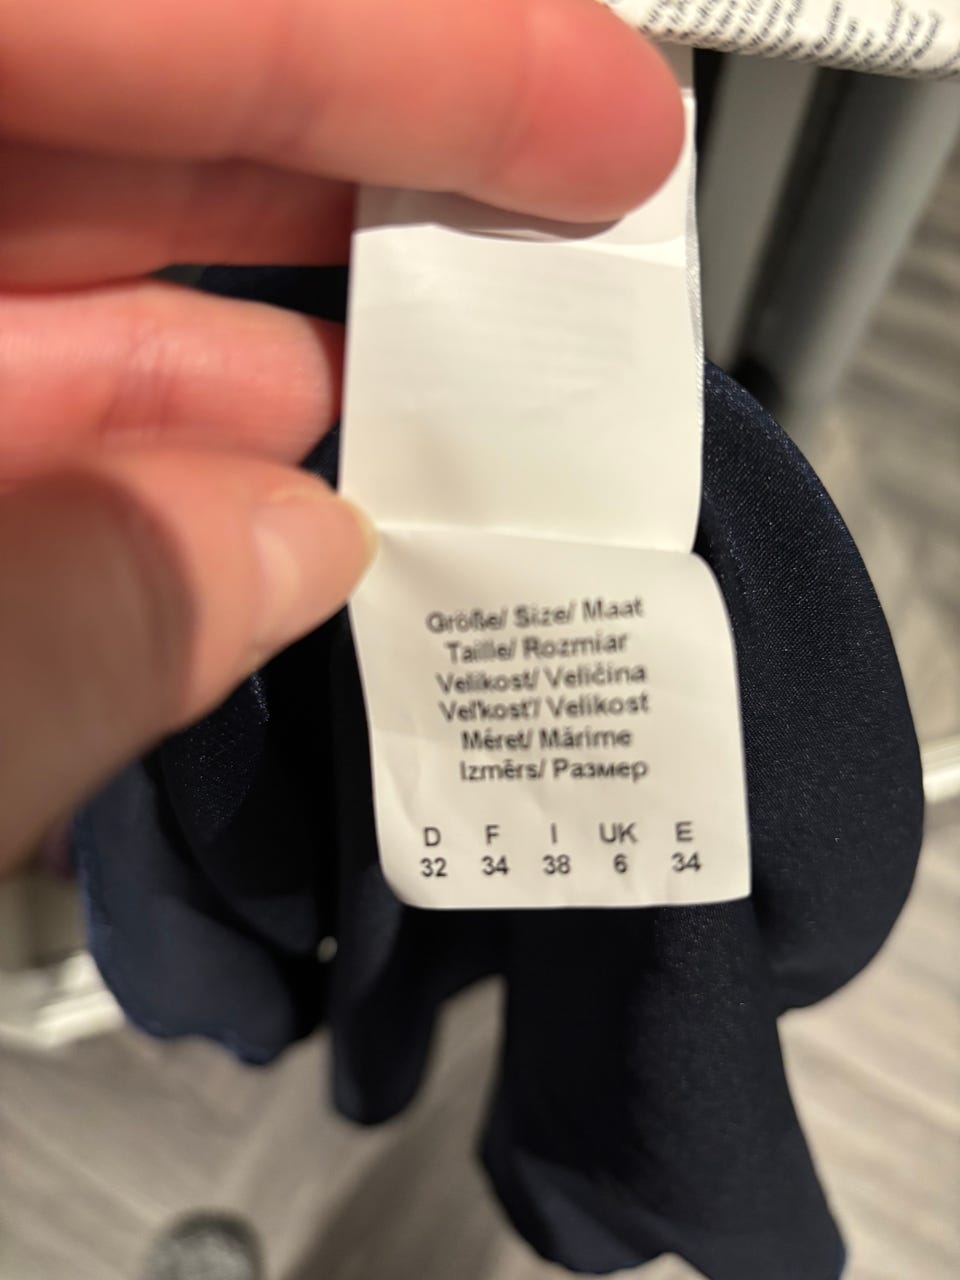 Größe/ Size/ Maat
Taille/ Rozmiar
Velikost/ Veličina
Veľkosť/ Velikost
Méret/ Mărime
Izmērs/ Размер
D F I UK E
32 34 38 6 34